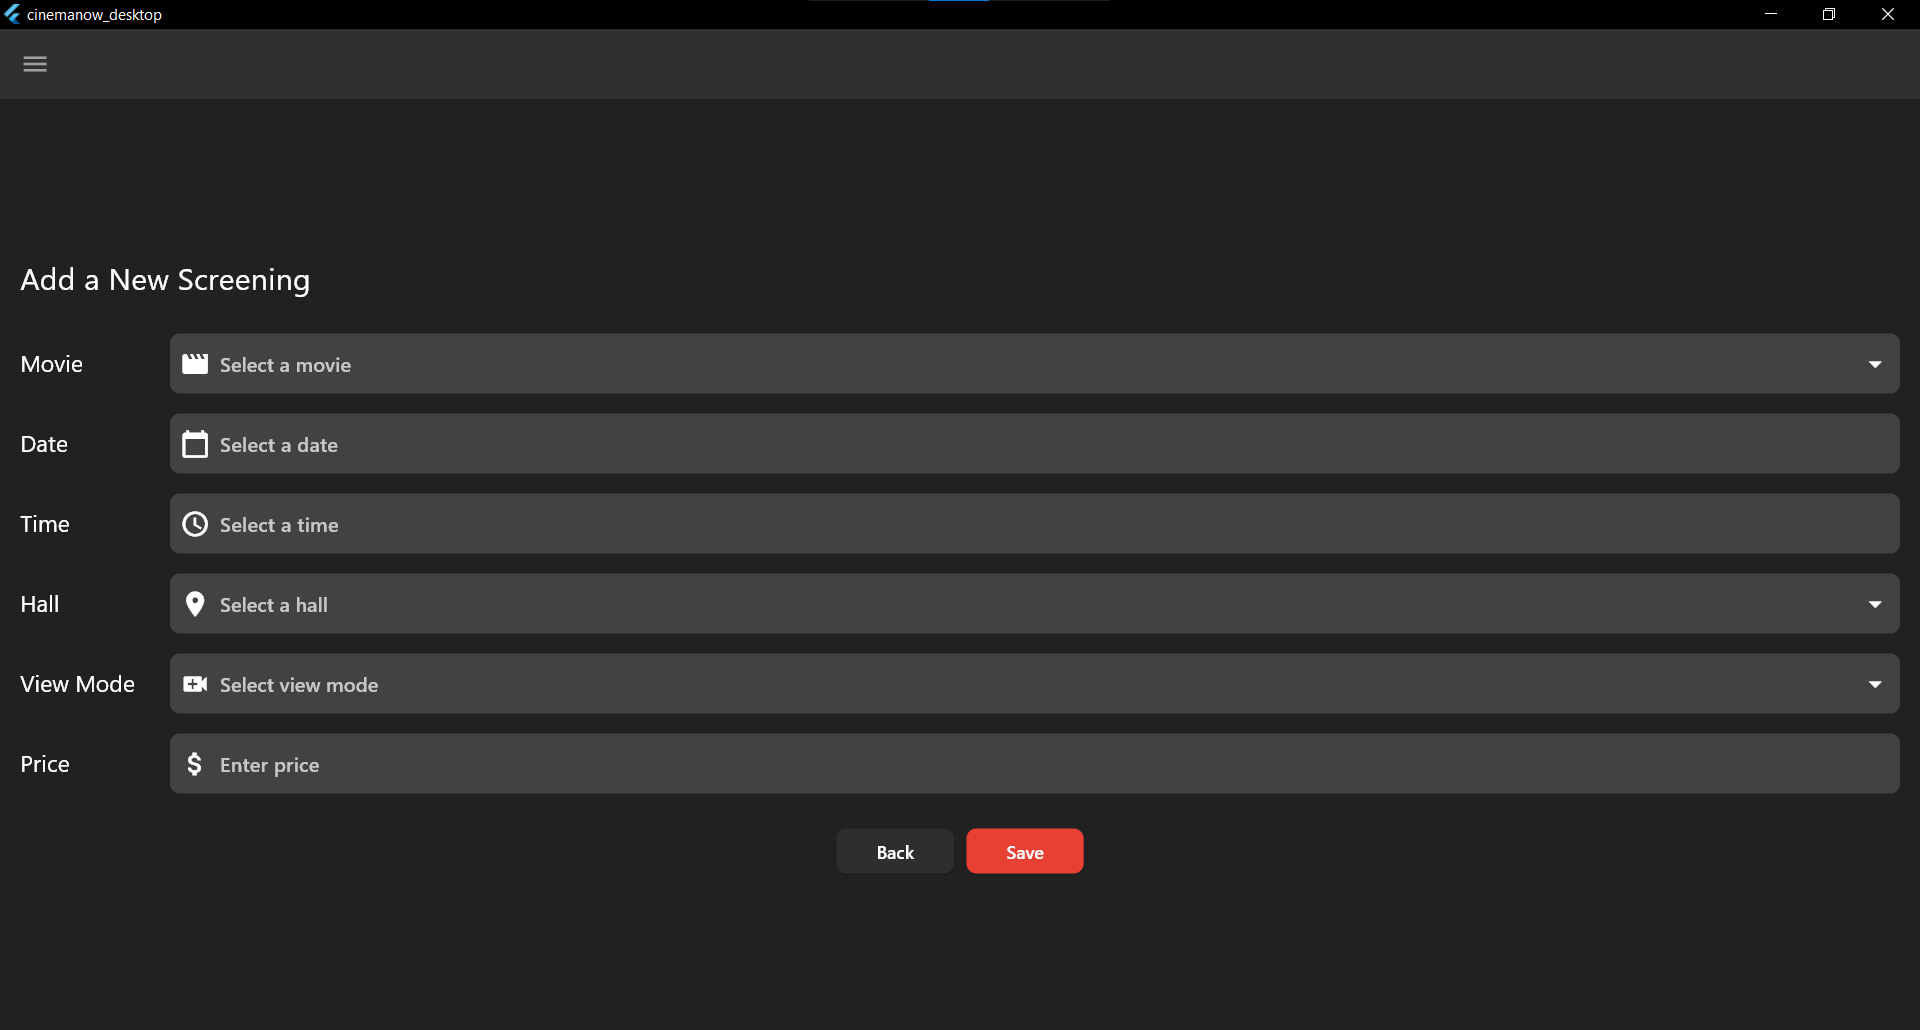 cinemanow_desktop
Add a New Screening
Movie Select a movie
Date Select a date
Time Select a time
Hall Select a hall
View Mode Select view mode
Price $ Enter price
Back Save